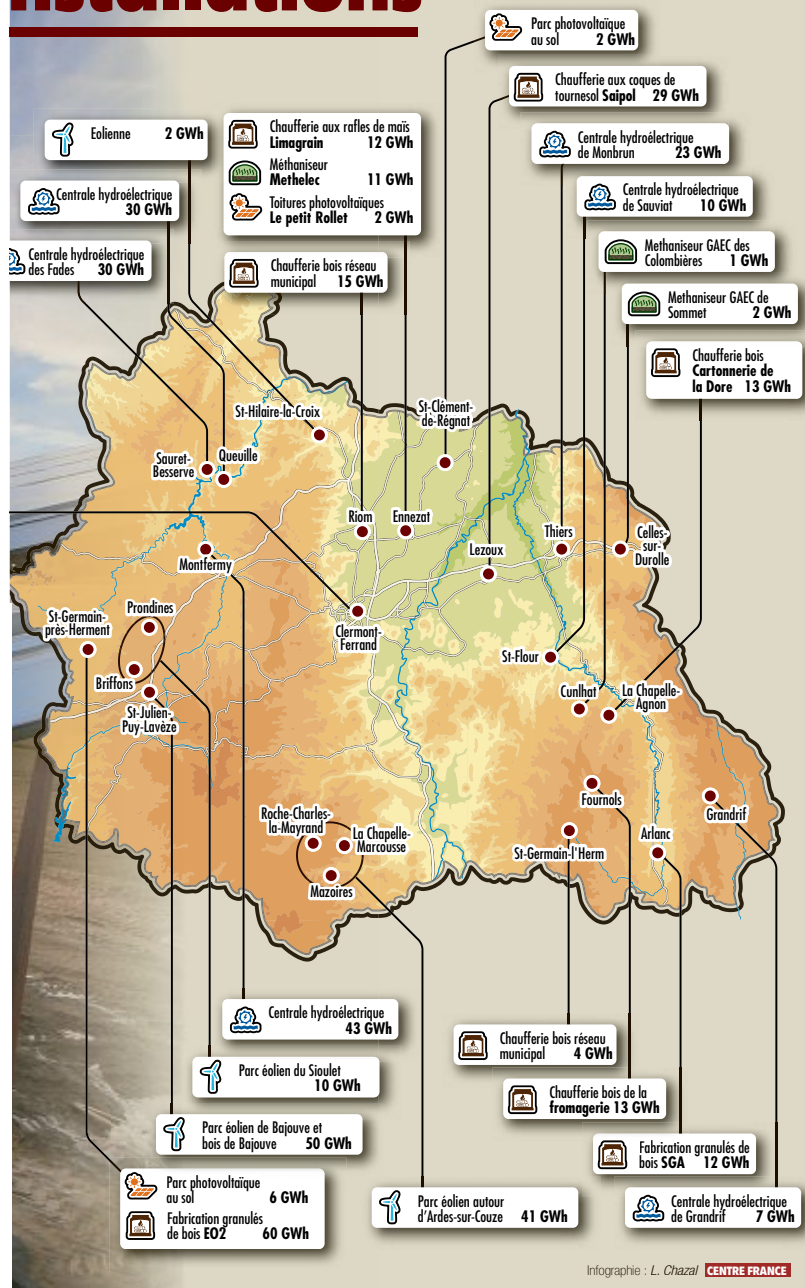 nstallations
Parc photovoltaïque
au sol 2 GWh
Chaufferie aux coques de
tournesol Saipol 29 GWh
Eolienne 2 GWh
Chaufferie aux rafles de maïs
Limagrain 12 GWh
Méthaniseur
Methelec 11 GWh
Toitures photovoltaïques
Le petit Rollet 2 GWh
Centrale hydroélectrique
de Monbrun 23 GWh
Centrale hydroélectrique
30 GWh
Centrale hydroélectrique
de Sauviat 10 GWh
Centrale hydroélectrique
des Fades 30 GWh
Chaufferie bois réseau
municipal 15 GWh
Methaniseur GAEC des
Colombières 1 GWh
Methaniseur GAEC de
Sommet 2 GWh
Chaufferie bois
Cartonnerie de
la Dore 13 GWh
St-Hilaire-la-Croix
St-Clément-
de-Régnat
Sauret-
Besserve
Queuille
Riom
Ennezat
Lezoux
Thiers
Celles-
sur-
Durolle
Montfermy
St-Germain-
près-Herment
Prondines
Clermont-
Ferrand
St-Flour
Briffons
Cunlhat
La Chapelle-
Agnon
St-Julien-
Puy-Lavèze
Roche-Charles-
la-Mayrand
La Chapelle-
Marcousse
Mazoires
Fournols
Grandrif
St-Germain-l'Herm
Arlanc
Centrale hydroélectrique
43 GWh
Chaufferie bois réseau
municipal 4 GWh
Parc éolien du Sioulet
10 GWh
Chaufferie bois de la
fromagerie 13 GWh
Parc éolien de Bajouve et
bois de Bajouve 50 GWh
Fabrication granulés de
bois SGA 12 GWh
Parc photovoltaïque
au sol 6 GWh
Fabrication granulés
de bois EO2 60 GWh
Parc éolien autour
d'Ardes-sur-Couze 41 GWh
Centrale hydroélectrique
de Grandrif 7 GWh
Infographie : L. Chazal CENTRE FRANCE